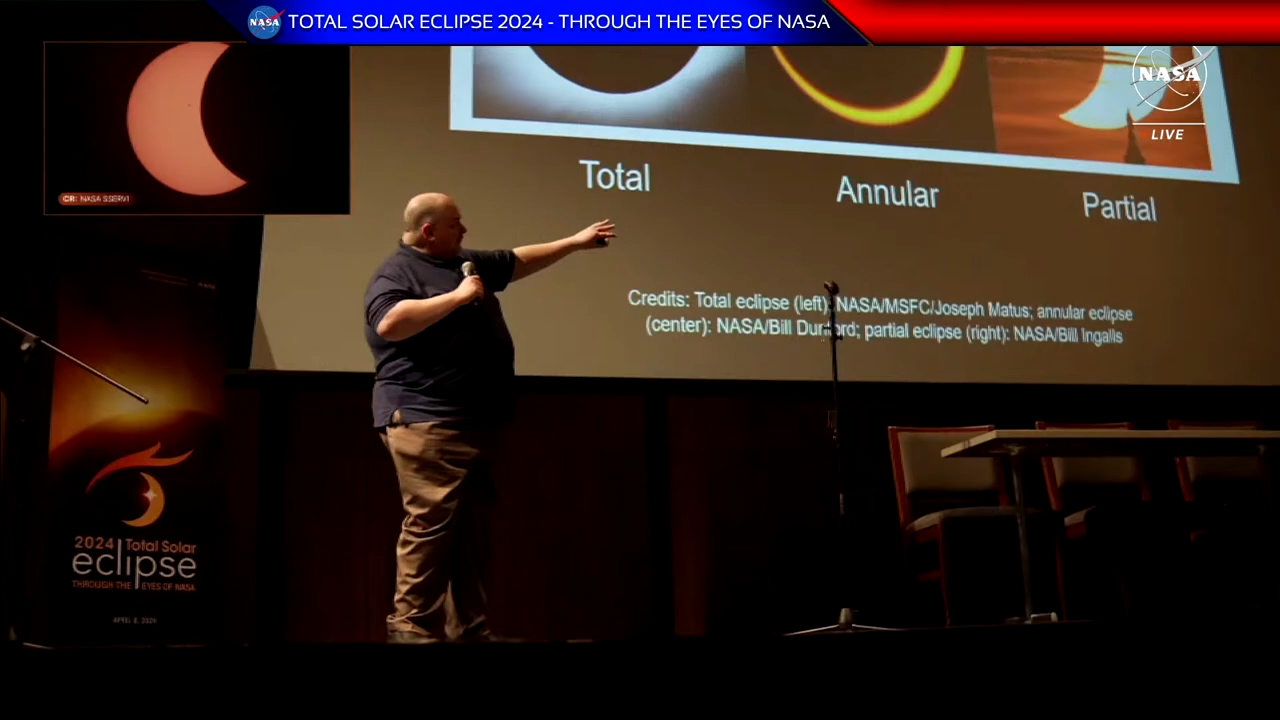 NASA TOTAL SOLAR ECLIPSE 2024 - THROUGH THE EYES OF NASA
NASA
LIVE
CR: NASA SSERVI
Total
Annular
Partial
Credits: Total eclipse (left): NASA/MSFC/Joseph Matus; annular eclipse
(center): NASA/Bill Dunford; partial eclipse (right): NASA/Bill Ingalls
2024 Total Solar
eclipse
THROUGH THE EYES OF NASA
APRIL 8, 2024